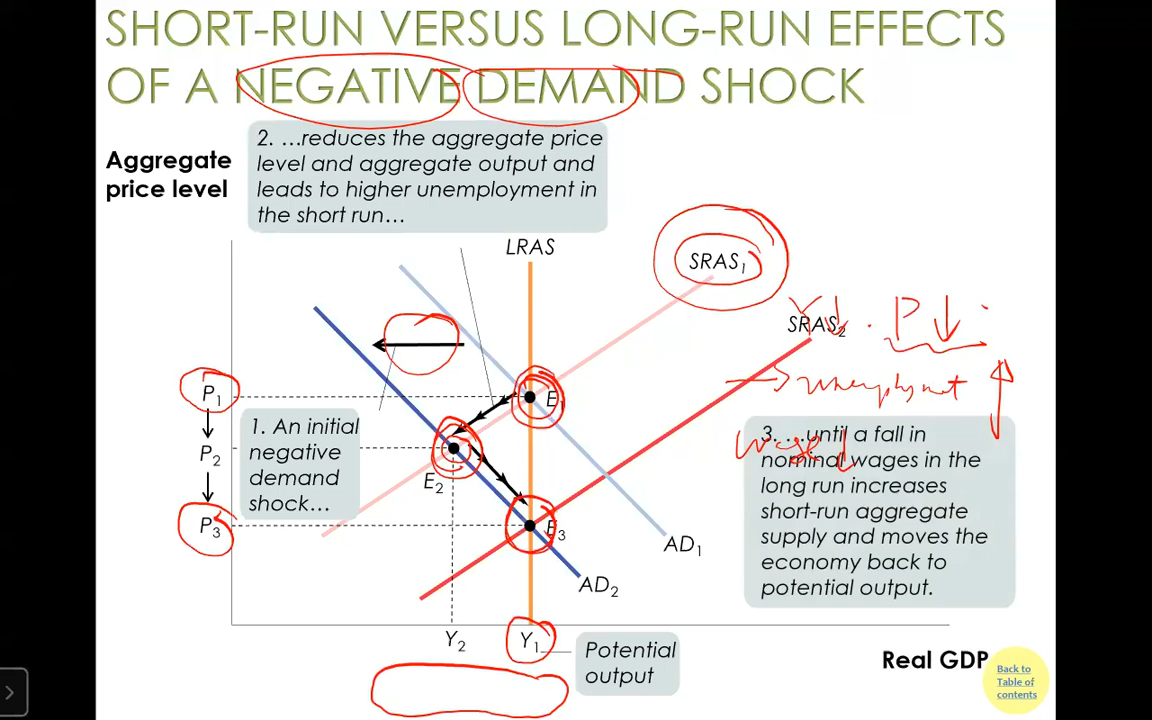 SHORT-RUN VERSUS LONG-RUN EFFECTS
OF A NEGATIVE DEMAND SHOCK
Aggregate
price level
2. …reduces the aggregate price
level and aggregate output and
leads to higher unemployment in
the short run…
LRAS
SRAS₁
SRAS₂
Y↓ . P↓
→ unemplymet
wage↓
P₁
P₂
P₃
E₁
E₂
E₃
1. An initial
negative
demand
shock…
3. …until a fall in
nominal wages in the
long run increases
short-run aggregate
supply and moves the
economy back to
potential output.
AD₁
AD₂
Y₂
Y₁
Potential
output
Real GDP
Back to
Table of
contents